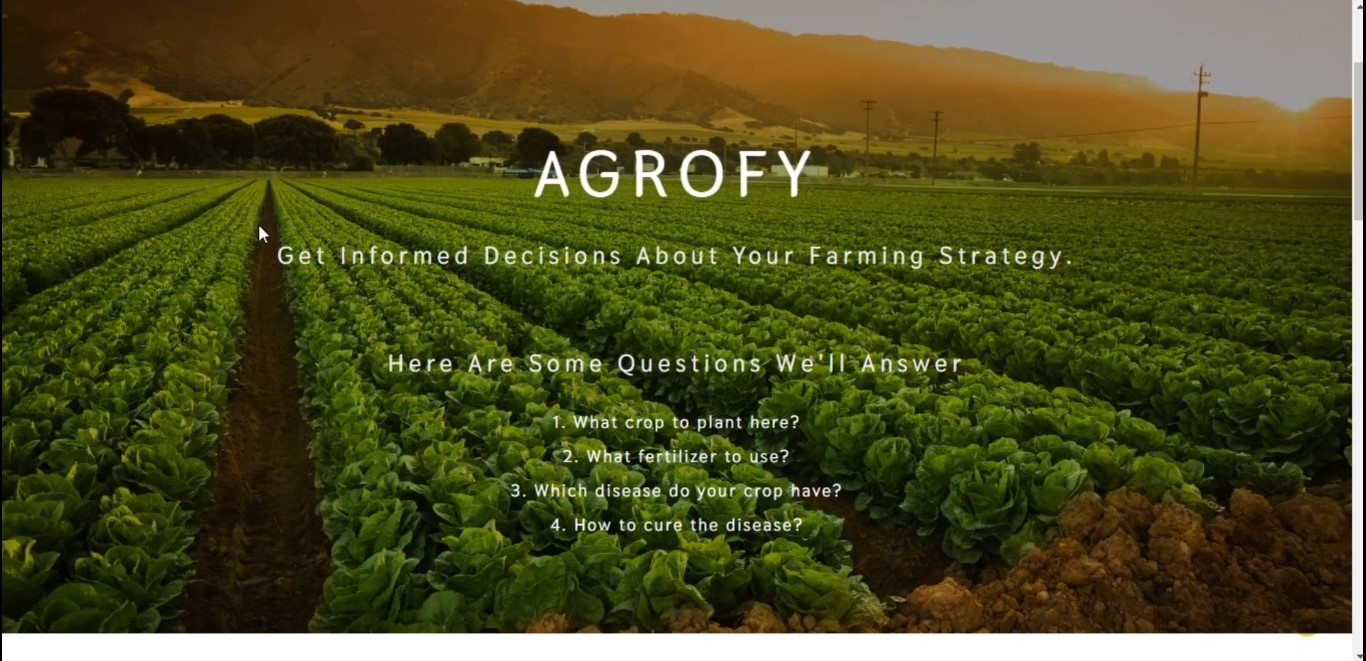 AGROFY
Get Informed Decisions About Your Farming Strategy.
Here Are Some Questions We'll Answer
1. What crop to plant here?
2. What fertilizer to use?
3. Which disease do your crop have?
4. How to cure the disease?